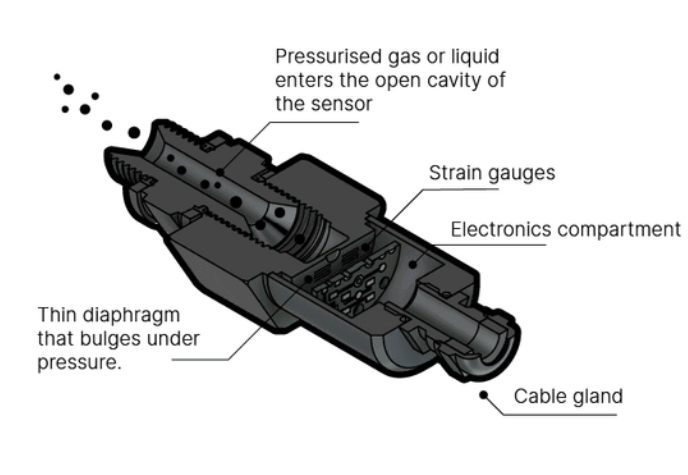 Pressurised gas or liquid
enters the open cavity of
the sensor
Strain gauges
Electronics compartment
Thin diaphragm
that bulges under
pressure.
Cable gland